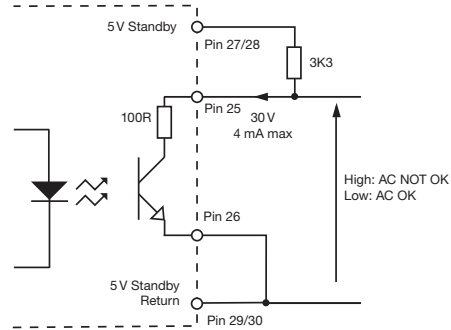 5 V Standby
Pin 27/28
3K3
Pin 25
100R
30 V
4 mA max
High: AC NOT OK
Low: AC OK
Pin 26
5 V Standby
Return
Pin 29/30